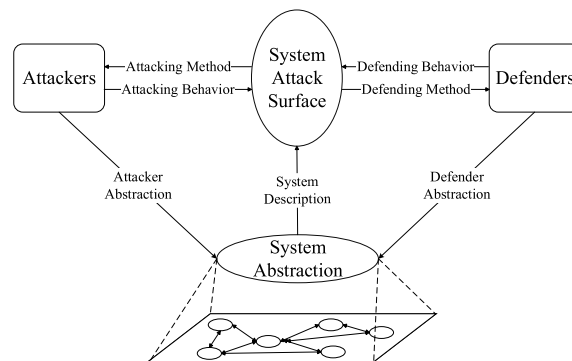 System
Attack
Surface
Attackers
Attacking Method
Attacking Behavior
Defending Behavior
Defending Method
Defenders
Attacker
Abstraction
System
Description
Defender
Abstraction
System
Abstraction